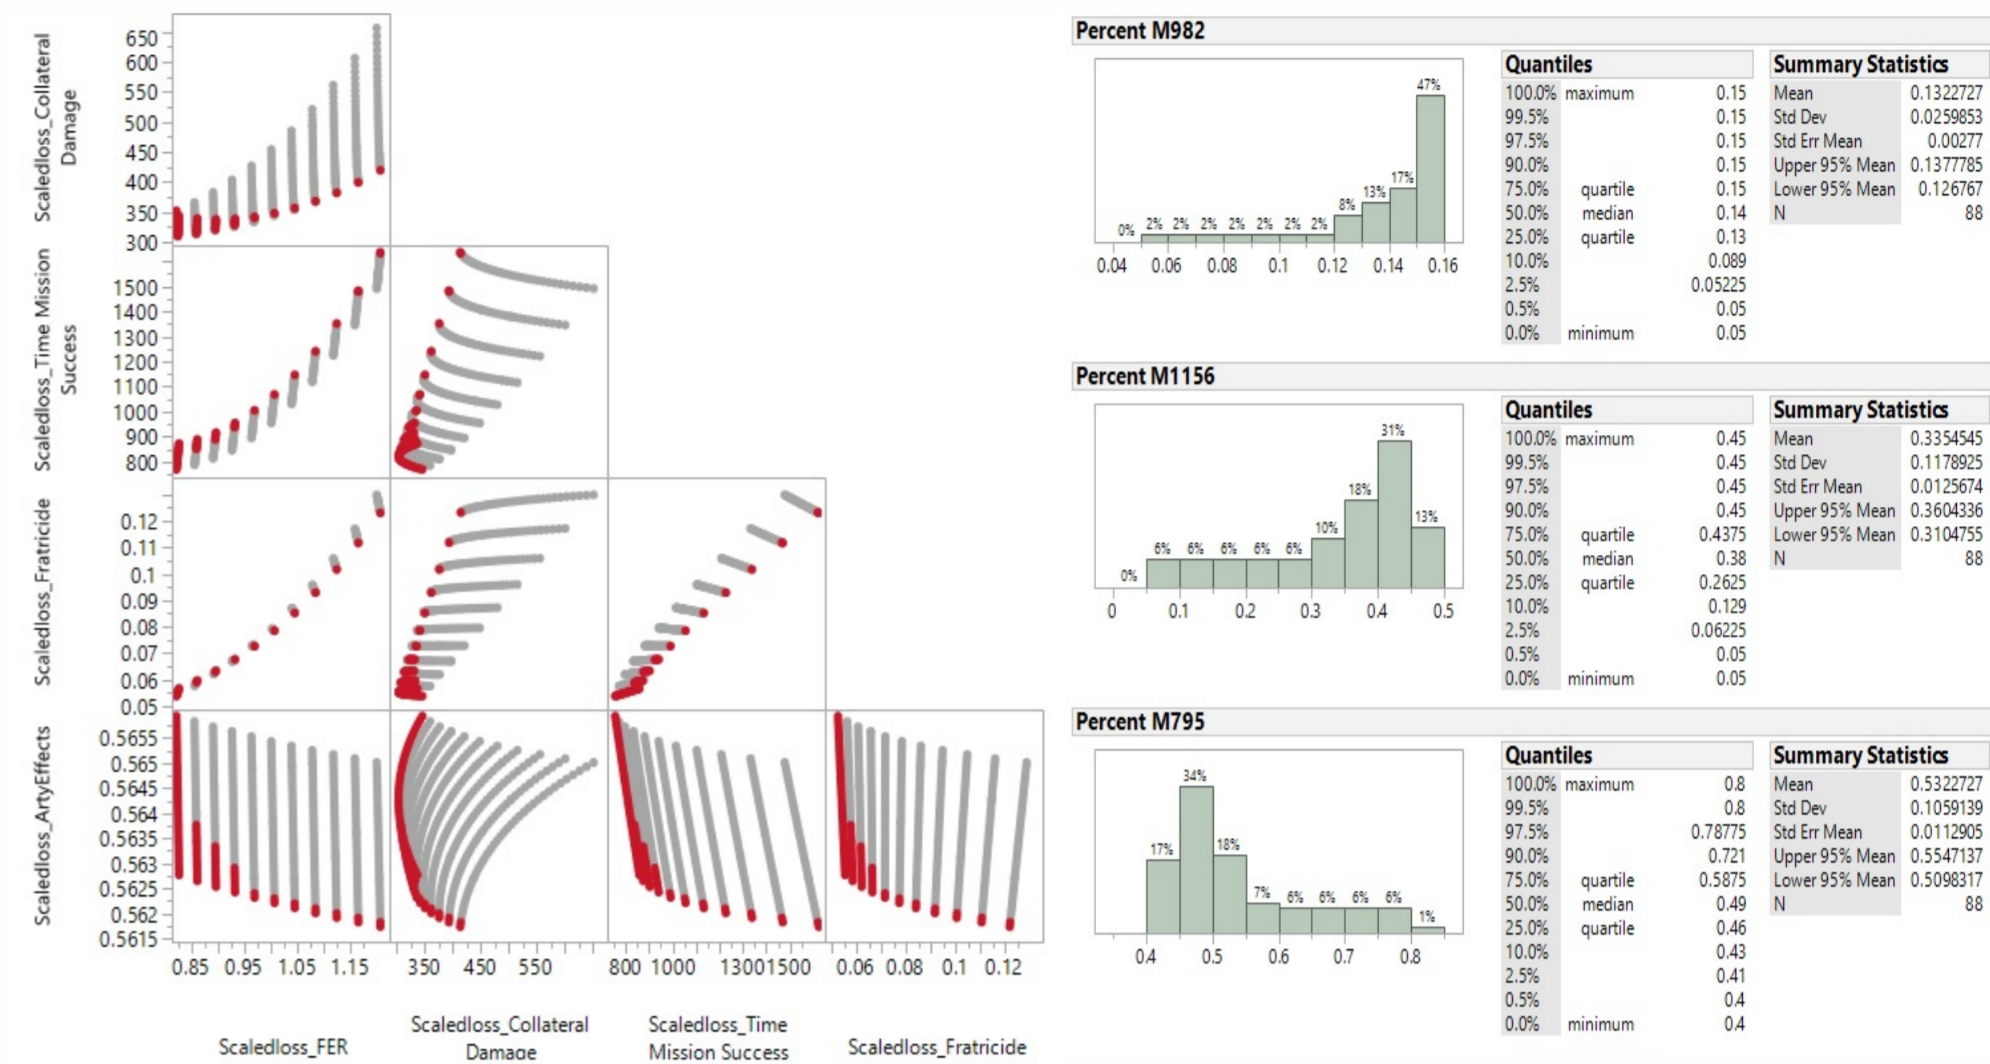 Scaledloss_Collateral
Damage
650
600
550
500
450
400
350
300
Scaledloss_Time Mission
Success
1500
1400
1300
1200
1100
1000
900
800
Scaledloss_Fratricide
0.12
0.11
0.1
0.09
0.08
0.07
0.06
0.05
Scaledloss_ArtyEffects
0.5655
0.565
0.5645
0.564
0.5635
0.563
0.5625
0.562
0.5615
0.85 0.95 1.05 1.15
350 450 550
800 1000 1300 1500
0.06 0.08 0.1 0.12
Scaledloss_FER
Scaledloss_Collateral
Damage
Scaledloss_Time
Mission Success
Scaledloss_Fratricide
Percent M982
0% 2% 2% 2% 2% 2% 2% 2% 8% 13% 17% 47%
0.04 0.06 0.08 0.1 0.12 0.14 0.16
Quantiles
100.0% maximum 0.15
99.5% 0.15
97.5% 0.15
90.0% 0.15
75.0% quartile 0.15
50.0% median 0.14
25.0% quartile 0.13
10.0% 0.089
2.5% 0.05225
0.5% 0.05
0.0% minimum 0.05
Summary Statistics
Mean 0.1322727
Std Dev 0.0259853
Std Err Mean 0.00277
Upper 95% Mean 0.1377785
Lower 95% Mean 0.126767
N 88
Percent M1156
0% 6% 6% 6% 6% 6% 10% 18% 31% 13%
0 0.1 0.2 0.3 0.4 0.5
Quantiles
100.0% maximum 0.45
99.5% 0.45
97.5% 0.45
90.0% 0.45
75.0% quartile 0.4375
50.0% median 0.38
25.0% quartile 0.2625
10.0% 0.129
2.5% 0.06225
0.5% 0.05
0.0% minimum 0.05
Summary Statistics
Mean 0.3354545
Std Dev 0.1178925
Std Err Mean 0.0125674
Upper 95% Mean 0.3604336
Lower 95% Mean 0.3104755
N 88
Percent M795
17% 34% 18% 7% 6% 6% 6% 6% 1%
0.4 0.5 0.6 0.7 0.8
Quantiles
100.0% maximum 0.8
99.5% 0.8
97.5% 0.78775
90.0% 0.721
75.0% quartile 0.5875
50.0% median 0.49
25.0% quartile 0.46
10.0% 0.43
2.5% 0.41
0.5% 0.4
0.0% minimum 0.4
Summary Statistics
Mean 0.5322727
Std Dev 0.1059139
Std Err Mean 0.0112905
Upper 95% Mean 0.5547137
Lower 95% Mean 0.5098317
N 88